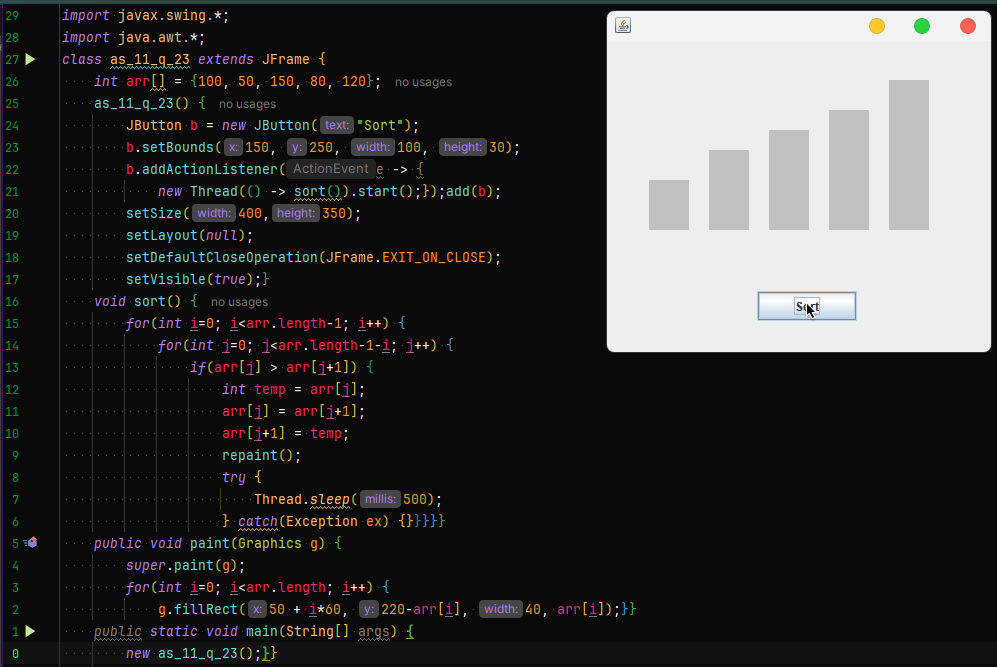 29 import javax.swing.*;
28 import java.awt.*;
27 class as_11_q_23 extends JFrame {
26 int arr[] = {100, 50, 150, 80, 120}; no usages
25 as_11_q_23() { no usages
24 JButton b = new JButton( text: "Sort");
23 b.setBounds( x: 150, y: 250, width: 100, height: 30);
22 b.addActionListener( ActionEvent e -> {
21 new Thread(() -> sort()).start();});add(b);
20 setSize( width: 400, height: 350);
19 setLayout(null);
18 setDefaultCloseOperation(JFrame.EXIT_ON_CLOSE);
17 setVisible(true);}
16 void sort() { no usages
15 for(int i=0; i<arr.length-1; i++) {
14 for(int j=0; j<arr.length-1-i; j++) {
13 if(arr[j] > arr[j+1]) {
12 int temp = arr[j];
11 arr[j] = arr[j+1];
10 arr[j+1] = temp;
9 repaint();
8 try {
7 Thread.sleep( millis: 500);
6 } catch(Exception ex) {}}}}}
5 public void paint(Graphics g) {
4 super.paint(g);
3 for(int i=0; i<arr.length; i++) {
2 g.fillRect( x: 50 + i*60, y: 220-arr[i], width: 40, arr[i]);}}
1 public static void main(String[] args) {
0 new as_11_q_23();}}
Sort